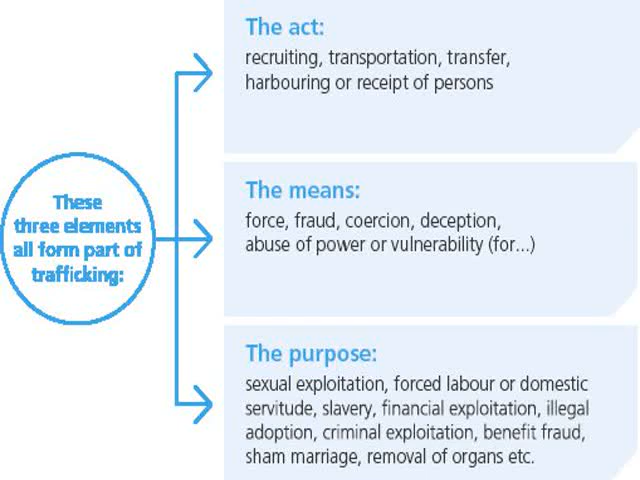 These
three elements
all form part of
trafficking:
The act:
recruiting, transportation, transfer,
harbouring or receipt of persons
The means:
force, fraud, coercion, deception,
abuse of power or vulnerability (for...)
The purpose:
sexual exploitation, forced labour or domestic
servitude, slavery, financial exploitation, illegal
adoption, criminal exploitation, benefit fraud,
sham marriage, removal of organs etc.